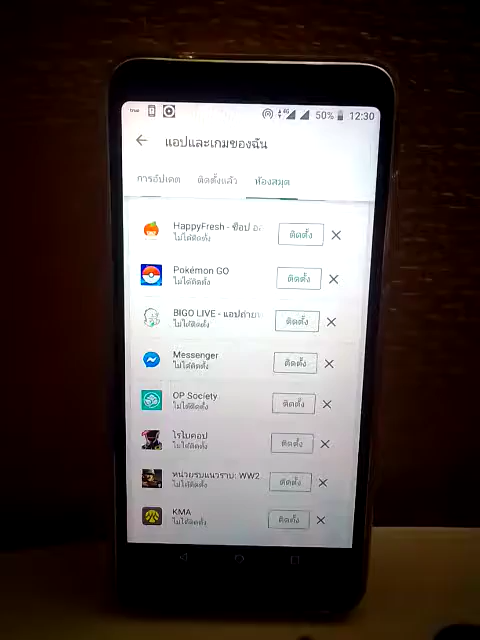 true 4G 50% 12:30
แอปและเกมของฉัน
การอัปเดต ติดตั้งแล้ว ห้องสมุด
HappyFresh - ช็อป ติดตั้ง
ไม่ได้ติดตั้ง
Pokémon GO ติดตั้ง
ไม่ได้ติดตั้ง
BIGO LIVE - แอปถ่าย ติดตั้ง
ไม่ได้ติดตั้ง
Messenger ติดตั้ง
ไม่ได้ติดตั้ง
OP Society ติดตั้ง
ไม่ได้ติดตั้ง
โรโบคอป ติดตั้ง
ไม่ได้ติดตั้ง
หน่วยรบแนวราบ: WW2 ติดตั้ง
ไม่ได้ติดตั้ง
KMA ติดตั้ง
ไม่ได้ติดตั้ง